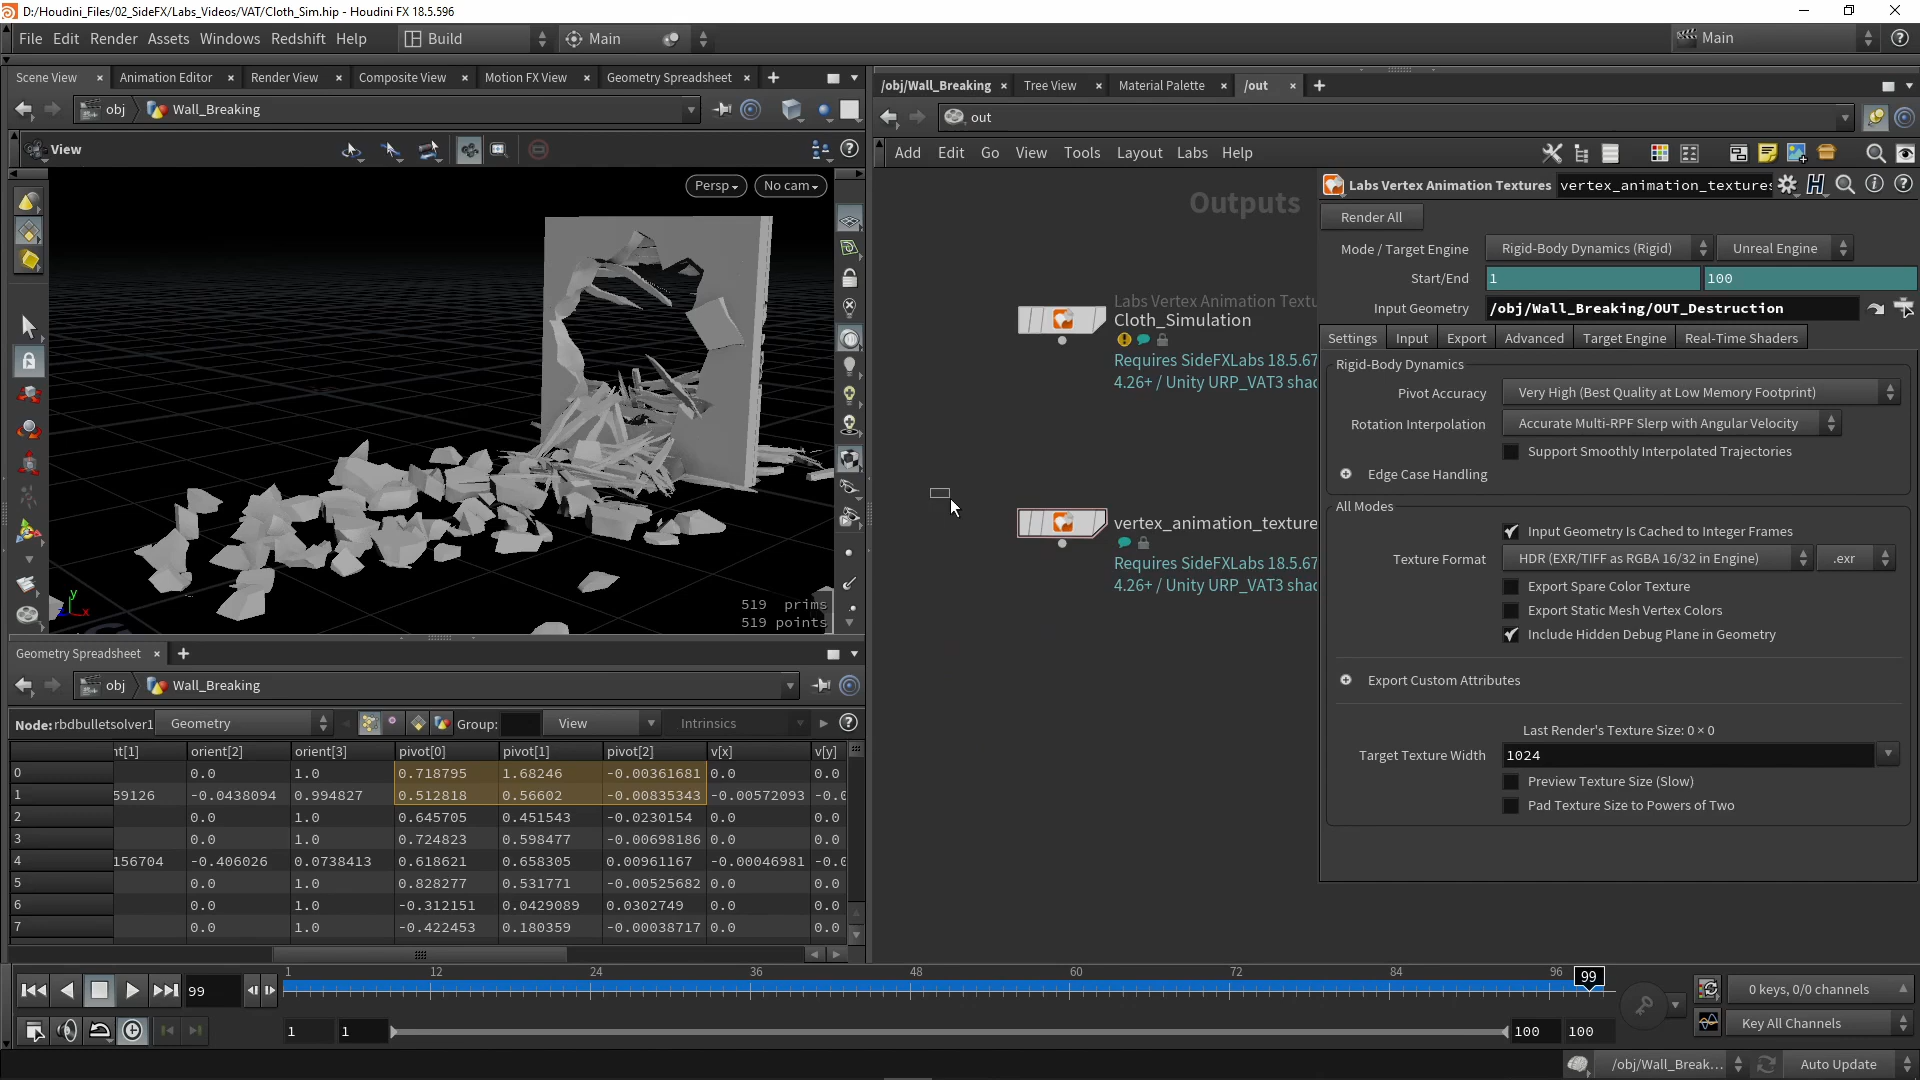 D:/Houdini_Files/02_SideFX/Labs_Videos/VAT/Cloth_Sim.hip - Houdini FX 18.5.596
File Edit Render Assets Windows Redshift Help Build Main Main
Scene View Animation Editor Render View Composite View Motion FX View Geometry Spreadsheet
obj Wall_Breaking
View
Persp No cam
y
z x
519 prims
519 points
Geometry Spreadsheet
obj Wall_Breaking
Node: rbdbulletsolver1 Geometry Group: View Intrinsics
nt[1] orient[2] orient[3] pivot[0] pivot[1] pivot[2] v[x] v[y]
0 0.0 1.0 0.718795 1.68246 -0.00361681 0.0 0.0
1 59126 -0.0438094 0.994827 0.512818 0.56602 -0.00835343 -0.00572093 -0.0
2 0.0 1.0 0.645705 0.451543 -0.0230154 0.0 0.0
3 0.0 1.0 0.724823 0.598477 -0.00698186 0.0 0.0
4 156704 -0.406026 0.0738413 0.618621 0.658305 0.00961167 -0.00046981 -0.0
5 0.0 1.0 0.828277 0.531771 -0.00525682 0.0 0.0
6 0.0 1.0 -0.312151 0.0429089 0.0302749 0.0 0.0
7 0.0 1.0 -0.422453 0.180359 -0.00038717 0.0 0.0
/obj/Wall_Breaking Tree View Material Palette /out
out
Add Edit Go View Tools Layout Labs Help
Outputs
Labs Vertex Animation Textu
Cloth_Simulation
Requires SideFXLabs 18.5.67
4.26+ / Unity URP_VAT3 shad
vertex_animation_texture
Requires SideFXLabs 18.5.67
4.26+ / Unity URP_VAT3 shad
Labs Vertex Animation Textures vertex_animation_textures
Render All
Mode / Target Engine Rigid-Body Dynamics (Rigid) Unreal Engine
Start/End 1 100
Input Geometry /obj/Wall_Breaking/OUT_Destruction
Settings Input Export Advanced Target Engine Real-Time Shaders
Rigid-Body Dynamics
Pivot Accuracy Very High (Best Quality at Low Memory Footprint)
Rotation Interpolation Accurate Multi-RPF Slerp with Angular Velocity
Support Smoothly Interpolated Trajectories
Edge Case Handling
All Modes
Input Geometry Is Cached to Integer Frames
Texture Format HDR (EXR/TIFF as RGBA 16/32 in Engine) .exr
Export Spare Color Texture
Export Static Mesh Vertex Colors
Include Hidden Debug Plane in Geometry
Export Custom Attributes
Last Render's Texture Size: 0 × 0
Target Texture Width 1024
Preview Texture Size (Slow)
Pad Texture Size to Powers of Two
99 1 12 24 36 48 60 72 84 96 99
0 keys, 0/0 channels
1 1 100 100
Key All Channels
/obj/Wall_Break... Auto Update